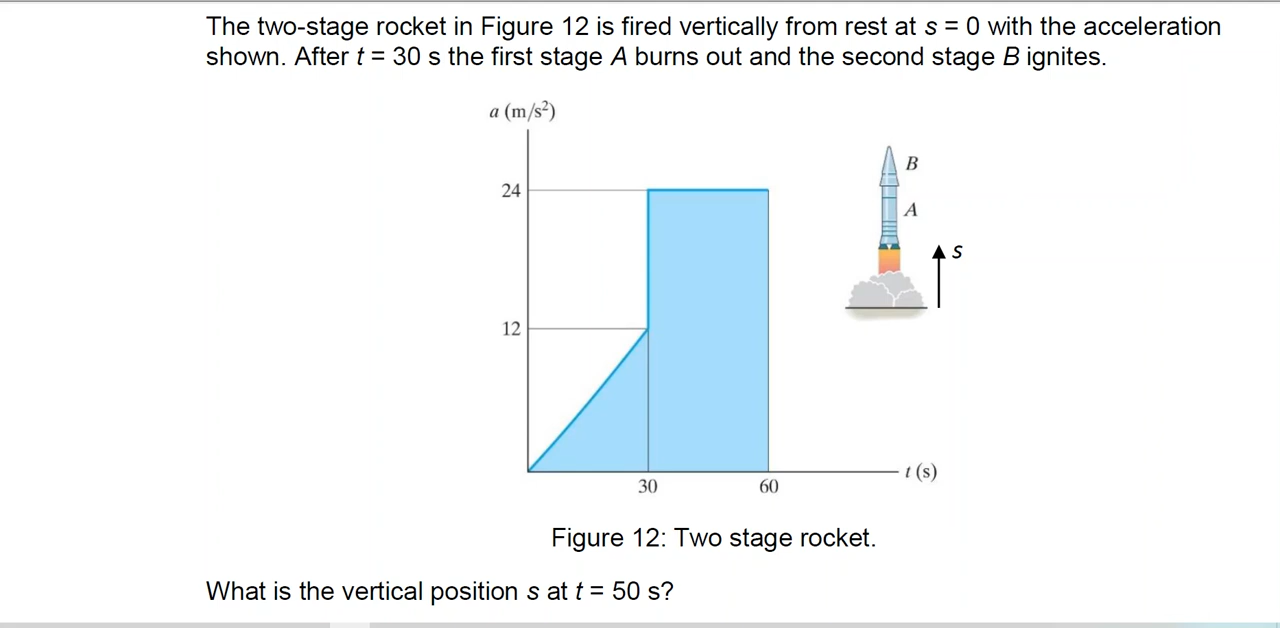 The two-stage rocket in Figure 12 is fired vertically from rest at s = 0 with the acceleration
shown. After t = 30 s the first stage A burns out and the second stage B ignites.
a (m/s²)
B
24
A
s
12
t (s)
30
60
Figure 12: Two stage rocket.
What is the vertical position s at t = 50 s?